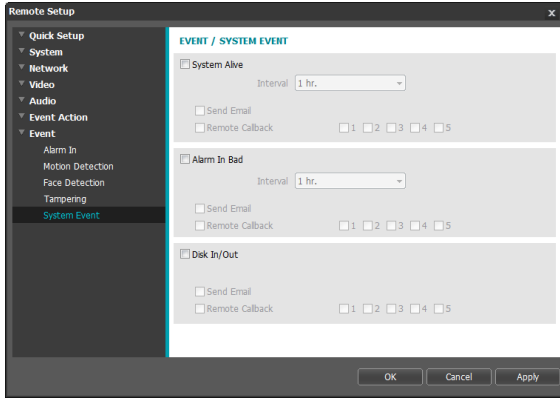 Remote Setup
x
Quick Setup
System
Network
Video
Audio
Event Action
Event
Alarm In
Motion Detection
Face Detection
Tampering
System Event
EVENT / SYSTEM EVENT
System Alive
Interval 1 hr.
Send Email
Remote Callback 1 2 3 4 5
Alarm In Bad
Interval 1 hr.
Send Email
Remote Callback 1 2 3 4 5
Disk In/Out
Send Email
Remote Callback 1 2 3 4 5
OK Cancel Apply